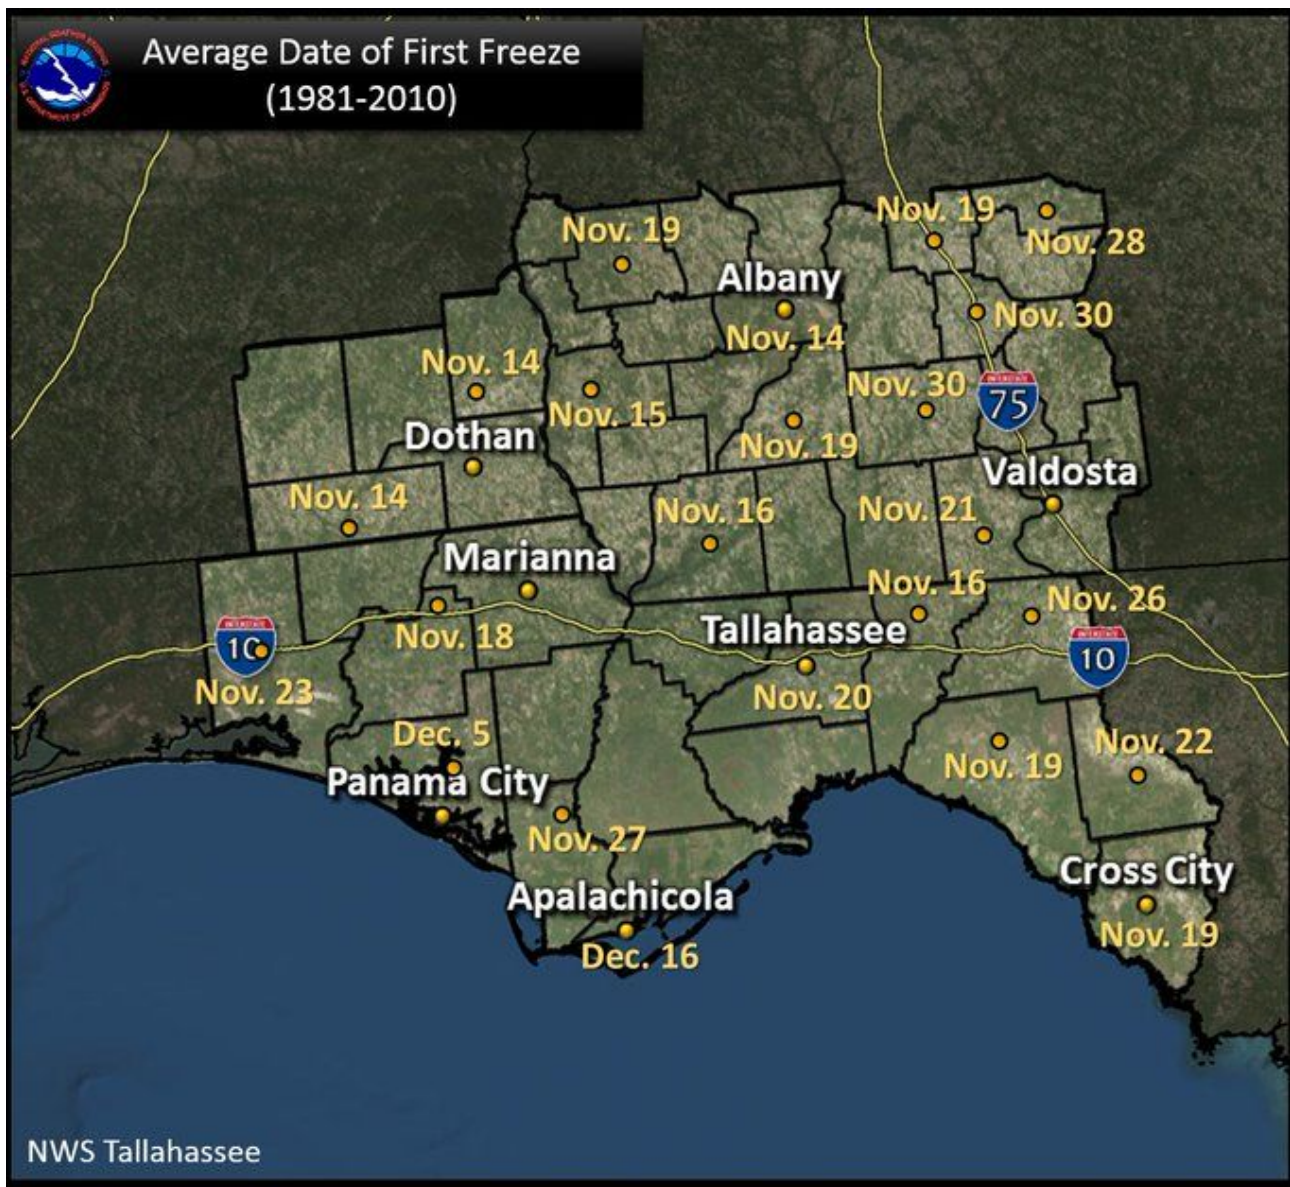 Average Date of First Freeze
(1981-2010)
Nov. 19
Nov. 19
Nov. 28
Albany
Nov. 14
Nov. 30
Nov. 14
Nov. 15
Nov. 30
INTERSTATE
75
Dothan
Nov. 19
Valdosta
Nov. 14
Nov. 16
Nov. 21
Marianna
Nov. 16
Nov. 26
INTERSTATE
10
Nov. 18
Tallahassee
INTERSTATE
10
Nov. 23
Nov. 20
Dec. 5
Nov. 19
Nov. 22
Panama City
Nov. 27
Cross City
Apalachicola
Nov. 19
Dec. 16
NWS Tallahassee